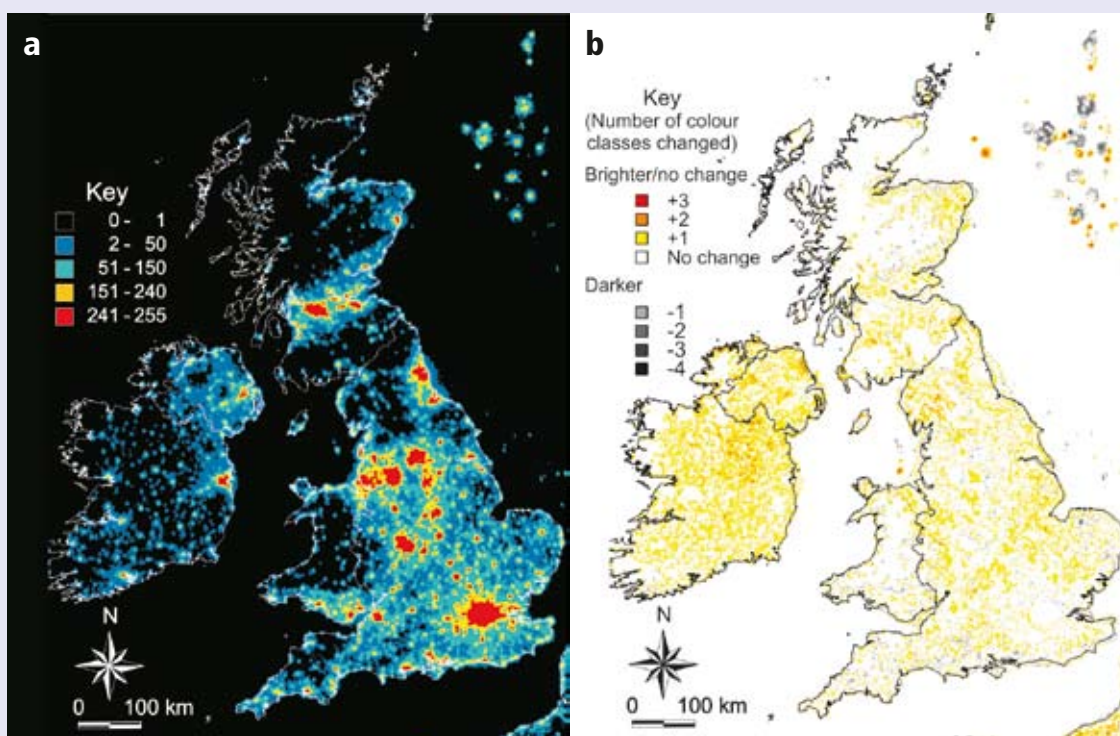 a
Key
0 - 1
2 - 50
51 - 150
151 - 240
241 - 255
N
0 100 km
b
Key
(Number of colour
classes changed)
Brighter/no change
+3
+2
+1
No change
Darker
-1
-2
-3
-4
N
0 100 km